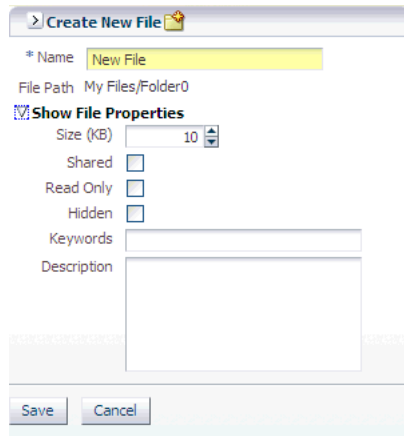 Create New File
* Name New File
File Path My Files/Folder0
Show File Properties
Size (KB) 10
Shared
Read Only
Hidden
Keywords
Description
Save Cancel